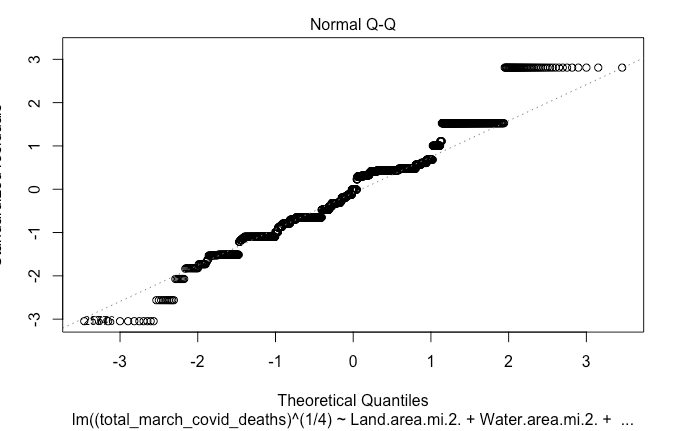 Normal Q-Q
3
2
1
0
-1
-2
-3
-3 -2 -1 0 1 2 3
Theoretical Quantiles
lm((total_march_covid_deaths)^(1/4) ~ Land.area.mi.2. + Water.area.mi.2. + ...